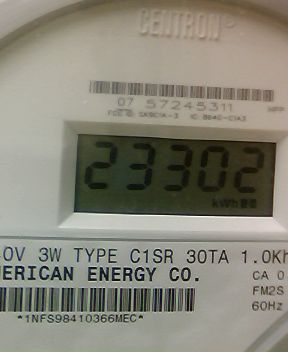 CENTRON
07 57245311
23302
kWh
0V 3W TYPE C1SR 30TA 1.0Kh
ERICAN ENERGY CO.
CA 0.
FM2S
60Hz
*1NFS98410366MEC*